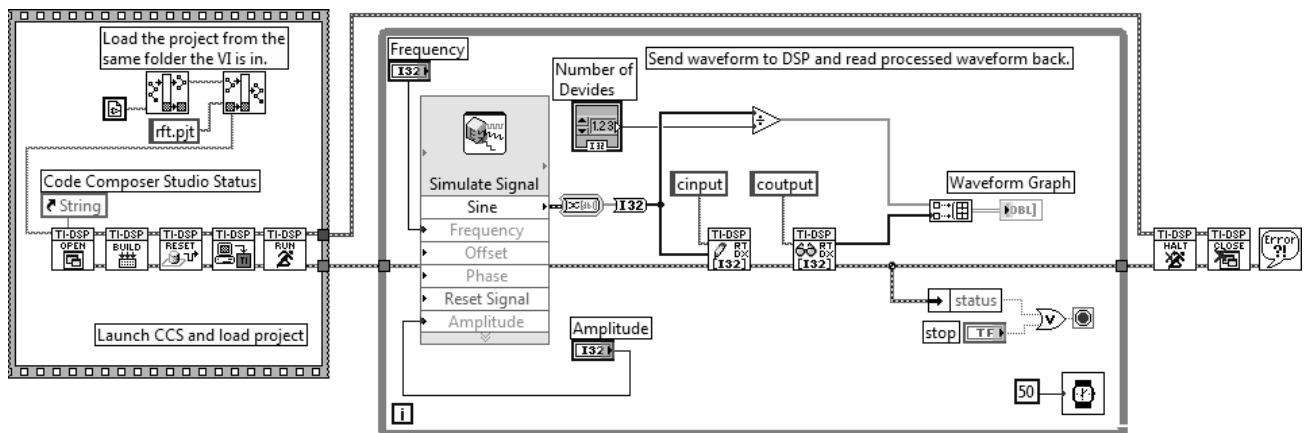 Load the project from the
same folder the VI is in.
rft.pjt
Code Composer Studio Status
String
TI-DSP
OPEN
TI-DSP
BUILD
TI-DSP
RESET
TI-DSP
TI
TI-DSP
RUN
Launch CCS and load project
Frequency
I32
Simulate Signal
Sine
Frequency
Offset
Phase
Reset Signal
Amplitude
Number of
Devides
1.23
I32
Send waveform to DSP and read processed waveform back.
I32
cinput
coutput
TI-DSP
RT
DX
[I32]
TI-DSP
RT
DX
[I32]
Waveform Graph
DBL]
Amplitude
I32
status
stop
TF
50
i
TI-DSP
HALT
TI-DSP
CLOSE
Error
?!